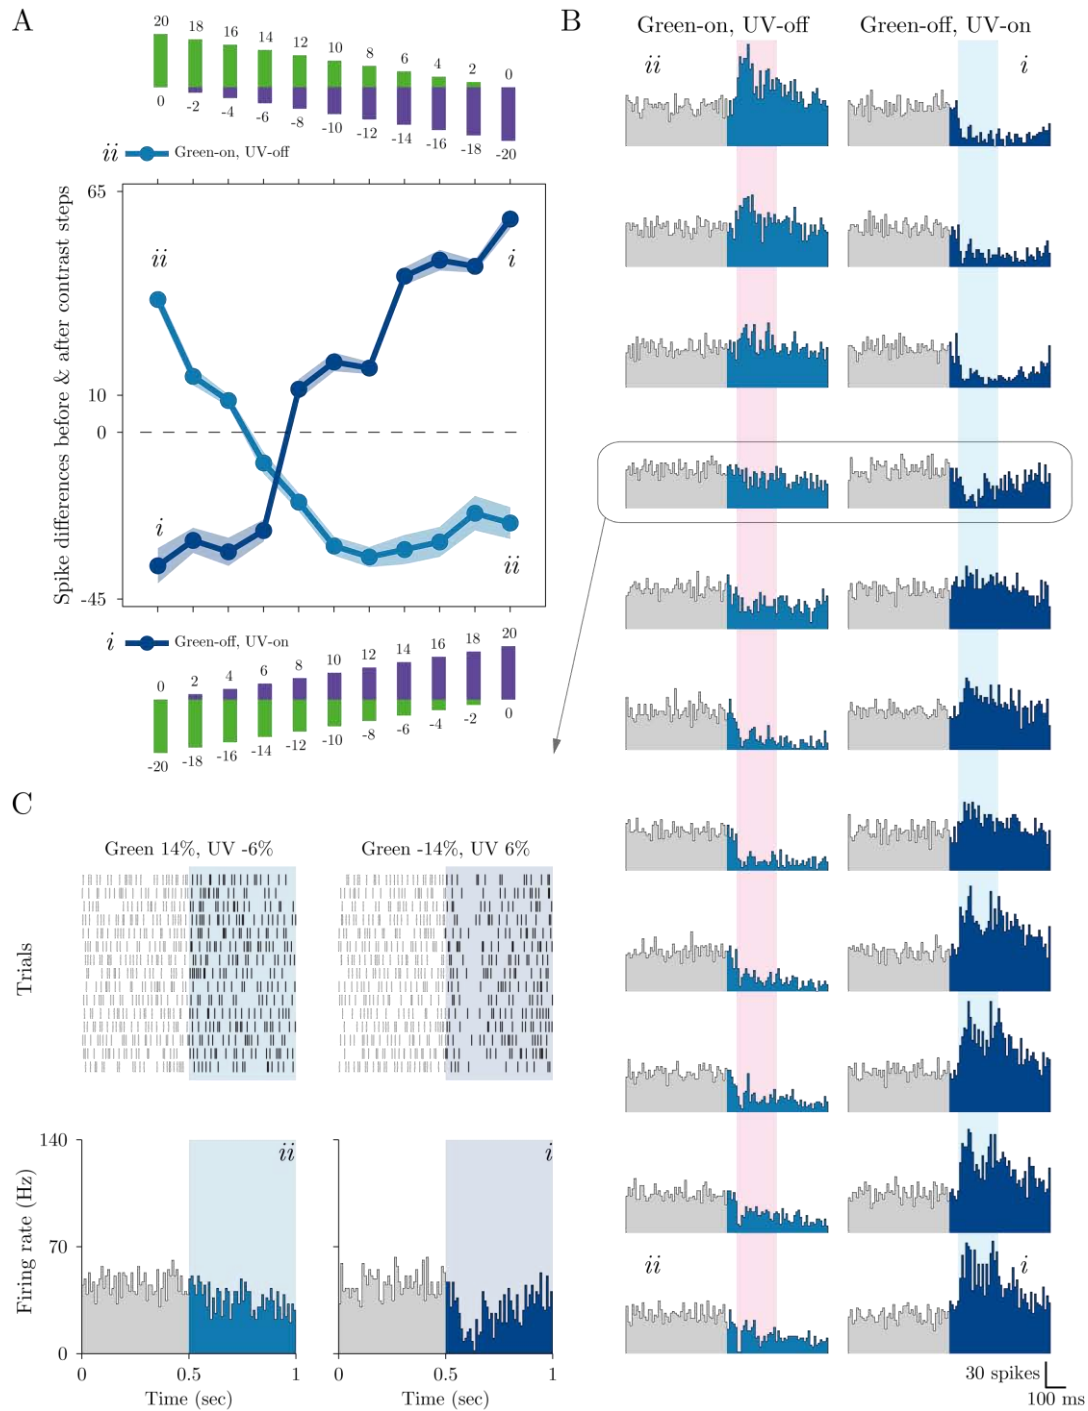 A
20 18 16 14 12 10 8 6 4 2 0
0 -2 -4 -6 -8 -10 -12 -14 -16 -18 -20
ii Green-on, UV-off
Spike differences before & after contrast steps
65
10
0
-45
ii
i
i
ii
i Green-off, UV-on
0 2 4 6 8 10 12 14 16 18 20
-20 -18 -16 -14 -12 -10 -8 -6 -4 -2 0
B
Green-on, UV-off
Green-off, UV-on
ii
i
ii
i
30 spikes
100 ms
C
Green 14%, UV -6%
Green -14%, UV 6%
Trials
Firing rate (Hz)
140
70
0
ii
i
0 0.5 1
0 0.5 1
Time (sec)
Time (sec)